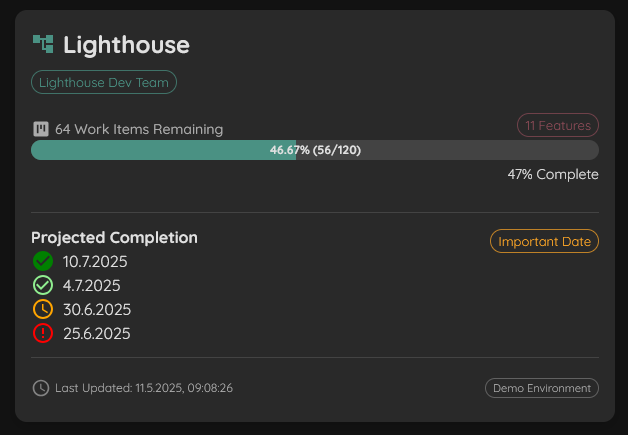 Lighthouse
Lighthouse Dev Team
64 Work Items Remaining
11 Features
46.67% (56/120)
47% Complete
Projected Completion
Important Date
10.7.2025
4.7.2025
30.6.2025
25.6.2025
Last Updated: 11.5.2025, 09:08:26
Demo Environment